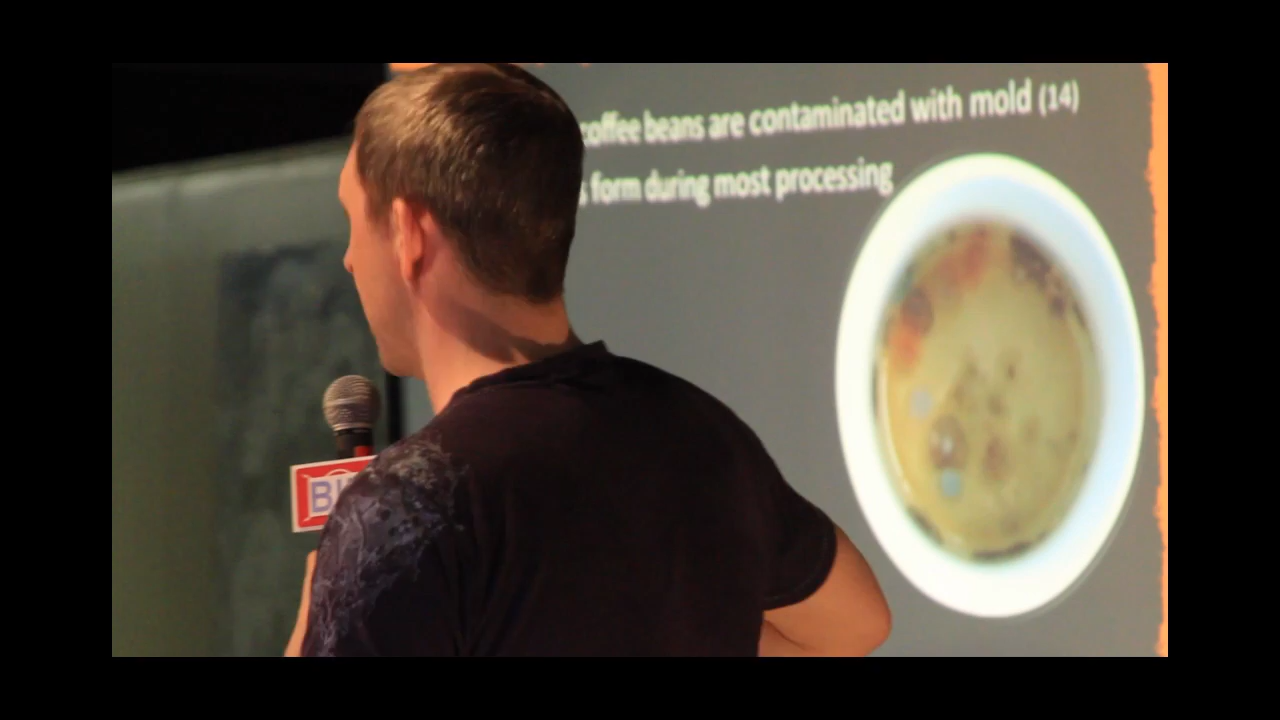 coffee beans are contaminated with mold (14)
form during most processing